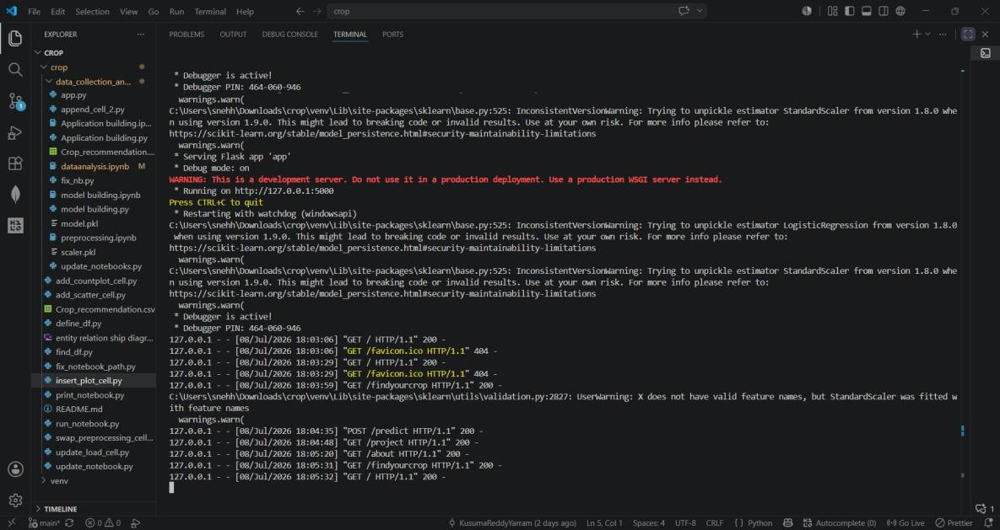 File Edit Selection View Go Run Terminal Help
crop
EXPLORER
PROBLEMS OUTPUT DEBUG CONSOLE TERMINAL PORTS
CROP
crop
data_collection_an...
app.py
append_cell_2.py
Application building.ip...
Application building.py
Crop_recommendation....
dataanalysis.ipynb M
fix_nb.py
model building.ipynb
model building.py
model.pkl
preprocessing.ipynb
scaler.pkl
update_notebooks.py
add_countplot_cell.py
add_scatter_cell.py
Crop_recommendation.csv
define_df.py
entity relation ship diagr...
find_df.py
fix_notebook_path.py
insert_plot_cell.py
print_notebook.py
README.md
run_notebook.py
swap_preprocessing_cell...
update_load_cell.py
update_notebook.py
venv
TIMELINE
* Debugger is active!
* Debugger PIN: 464-060-946
warnings.warn(
C:\Users\snehh\Downloads\crop\venv\Lib\site-packages\sklearn\base.py:525: InconsistentVersionWarning: Trying to unpickle estimator StandardScaler from version 1.8.0 whe
n using version 1.9.0. This might lead to breaking code or invalid results. Use at your own risk. For more info please refer to:
https://scikit-learn.org/stable/model_persistence.html#security-maintainability-limitations
warnings.warn(
* Serving Flask app 'app'
* Debug mode: on
WARNING: This is a development server. Do not use it in a production deployment. Use a production WSGI server instead.
* Running on http://127.0.0.1:5000
Press CTRL+C to quit
* Restarting with watchdog (windowsapi)
C:\Users\snehh\Downloads\crop\venv\Lib\site-packages\sklearn\base.py:525: InconsistentVersionWarning: Trying to unpickle estimator LogisticRegression from version 1.8.0
when using version 1.9.0. This might lead to breaking code or invalid results. Use at your own risk. For more info please refer to:
https://scikit-learn.org/stable/model_persistence.html#security-maintainability-limitations
warnings.warn(
C:\Users\snehh\Downloads\crop\venv\Lib\site-packages\sklearn\base.py:525: InconsistentVersionWarning: Trying to unpickle estimator StandardScaler from version 1.8.0 whe
n using version 1.9.0. This might lead to breaking code or invalid results. Use at your own risk. For more info please refer to:
https://scikit-learn.org/stable/model_persistence.html#security-maintainability-limitations
warnings.warn(
* Debugger is active!
* Debugger PIN: 464-060-946
127.0.0.1 - - [08/Jul/2026 18:03:06] "GET / HTTP/1.1" 200 -
127.0.0.1 - - [08/Jul/2026 18:03:06] "GET /favicon.ico HTTP/1.1" 404 -
127.0.0.1 - - [08/Jul/2026 18:03:29] "GET / HTTP/1.1" 200 -
127.0.0.1 - - [08/Jul/2026 18:03:29] "GET /favicon.ico HTTP/1.1" 404 -
127.0.0.1 - - [08/Jul/2026 18:03:59] "GET /findyourcrop HTTP/1.1" 200 -
C:\Users\snehh\Downloads\crop\venv\Lib\site-packages\sklearn\utils\validation.py:2827: UserWarning: X does not have valid feature names, but StandardScaler was fitted w
ith feature names
warnings.warn(
127.0.0.1 - - [08/Jul/2026 18:04:35] "POST /predict HTTP/1.1" 200 -
127.0.0.1 - - [08/Jul/2026 18:04:48] "GET /project HTTP/1.1" 200 -
127.0.0.1 - - [08/Jul/2026 18:05:20] "GET /about HTTP/1.1" 200 -
127.0.0.1 - - [08/Jul/2026 18:05:31] "GET /findyourcrop HTTP/1.1" 200 -
127.0.0.1 - - [08/Jul/2026 18:05:32] "GET / HTTP/1.1" 200 -
main* 0 0 KusumaReddyYarram (2 days ago) Ln 5, Col 1 Spaces: 4 UTF-8 CRLF { } Python Autocomplete (0) Go Live Prettier